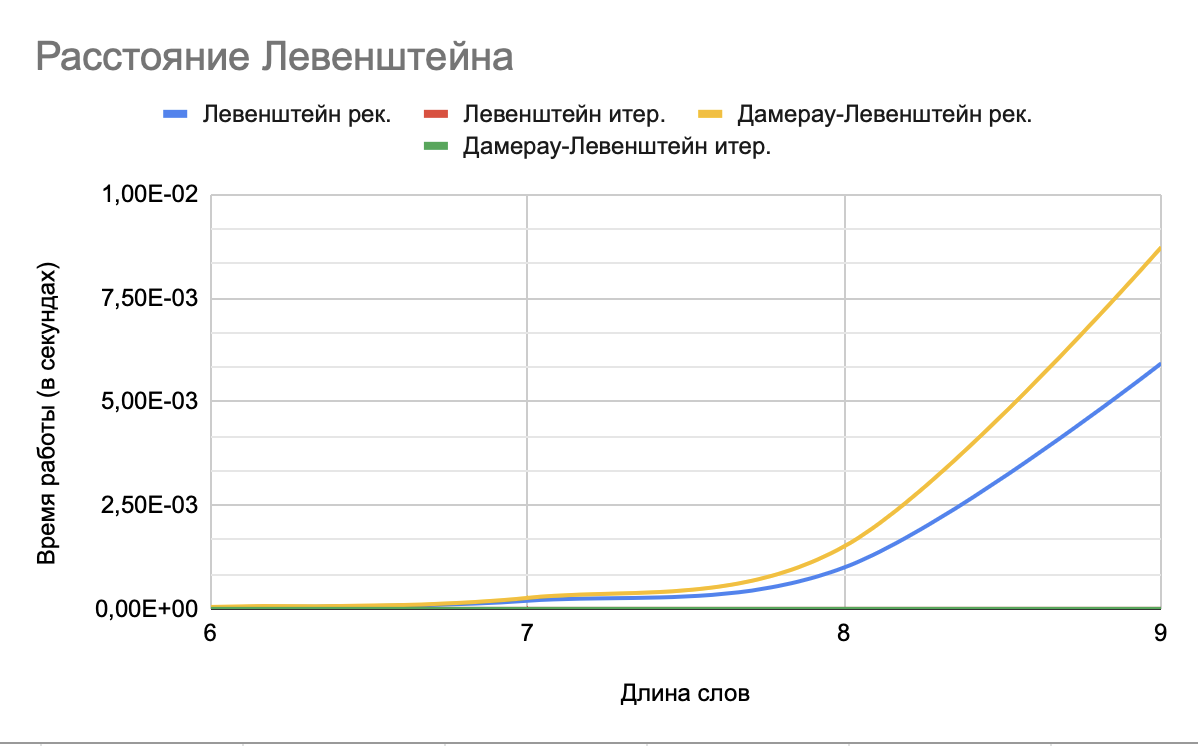 Расстояние Левенштейна
Левенштейн рек. Левенштейн итер. Дамерау-Левенштейн рек.
Дамерау-Левенштейн итер.
Время работы (в секундах)
1,00E-02
7,50E-03
5,00E-03
2,50E-03
0,00E+00
6 7 8 9
Длина слов